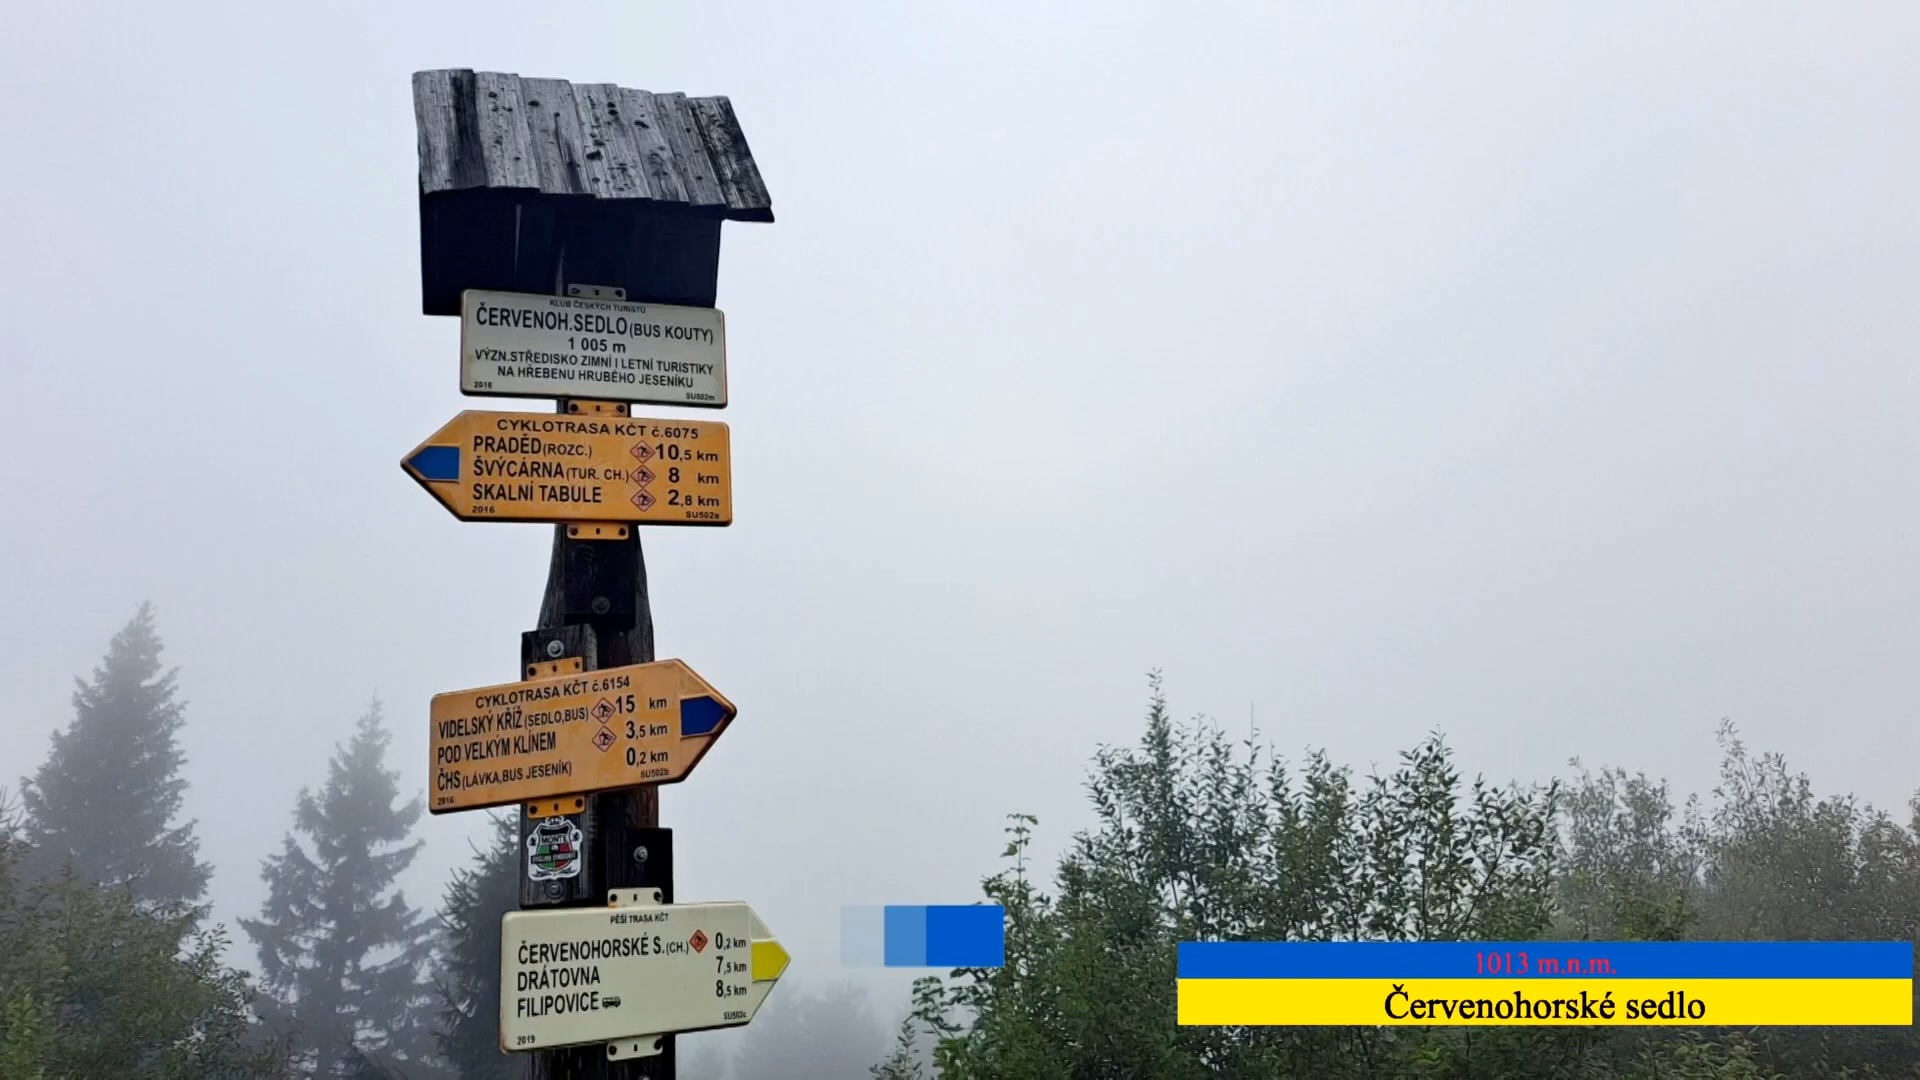 KLUB ČESKÝCH TURISTŮ
ČERVENOH.SEDLO (BUS KOUTY)
1 005 m
VÝZN.STŘEDISKO ZIMNÍ I LETNÍ TURISTIKY
NA HŘEBENU HRUBÉHO JESENÍKU
2016 SU502m
CYKLOTRASA KČT č.6075
PRADĚD (ROZC.) 10,5 km
ŠVÝCÁRNA (TUR. CH.) 8 km
SKALNÍ TABULE 2,8 km
2016 SU502a
CYKLOTRASA KČT č.6154
VIDELSKÝ KŘÍŽ (SEDLO,BUS) 15 km
POD VELKÝM KLÍNEM 3,5 km
ČHS (LÁVKA,BUS JESENÍK) 0,2 km
2016 SU502b
MONTE
PĚŠÍ TRASA KČT
ČERVENOHORSKÉ S. (CH.) 0,2 km
DRÁTOVNA 7,5 km
FILIPOVICE 8,5 km
2019 SU502c
1013 m.n.m.
Červenohorské sedlo